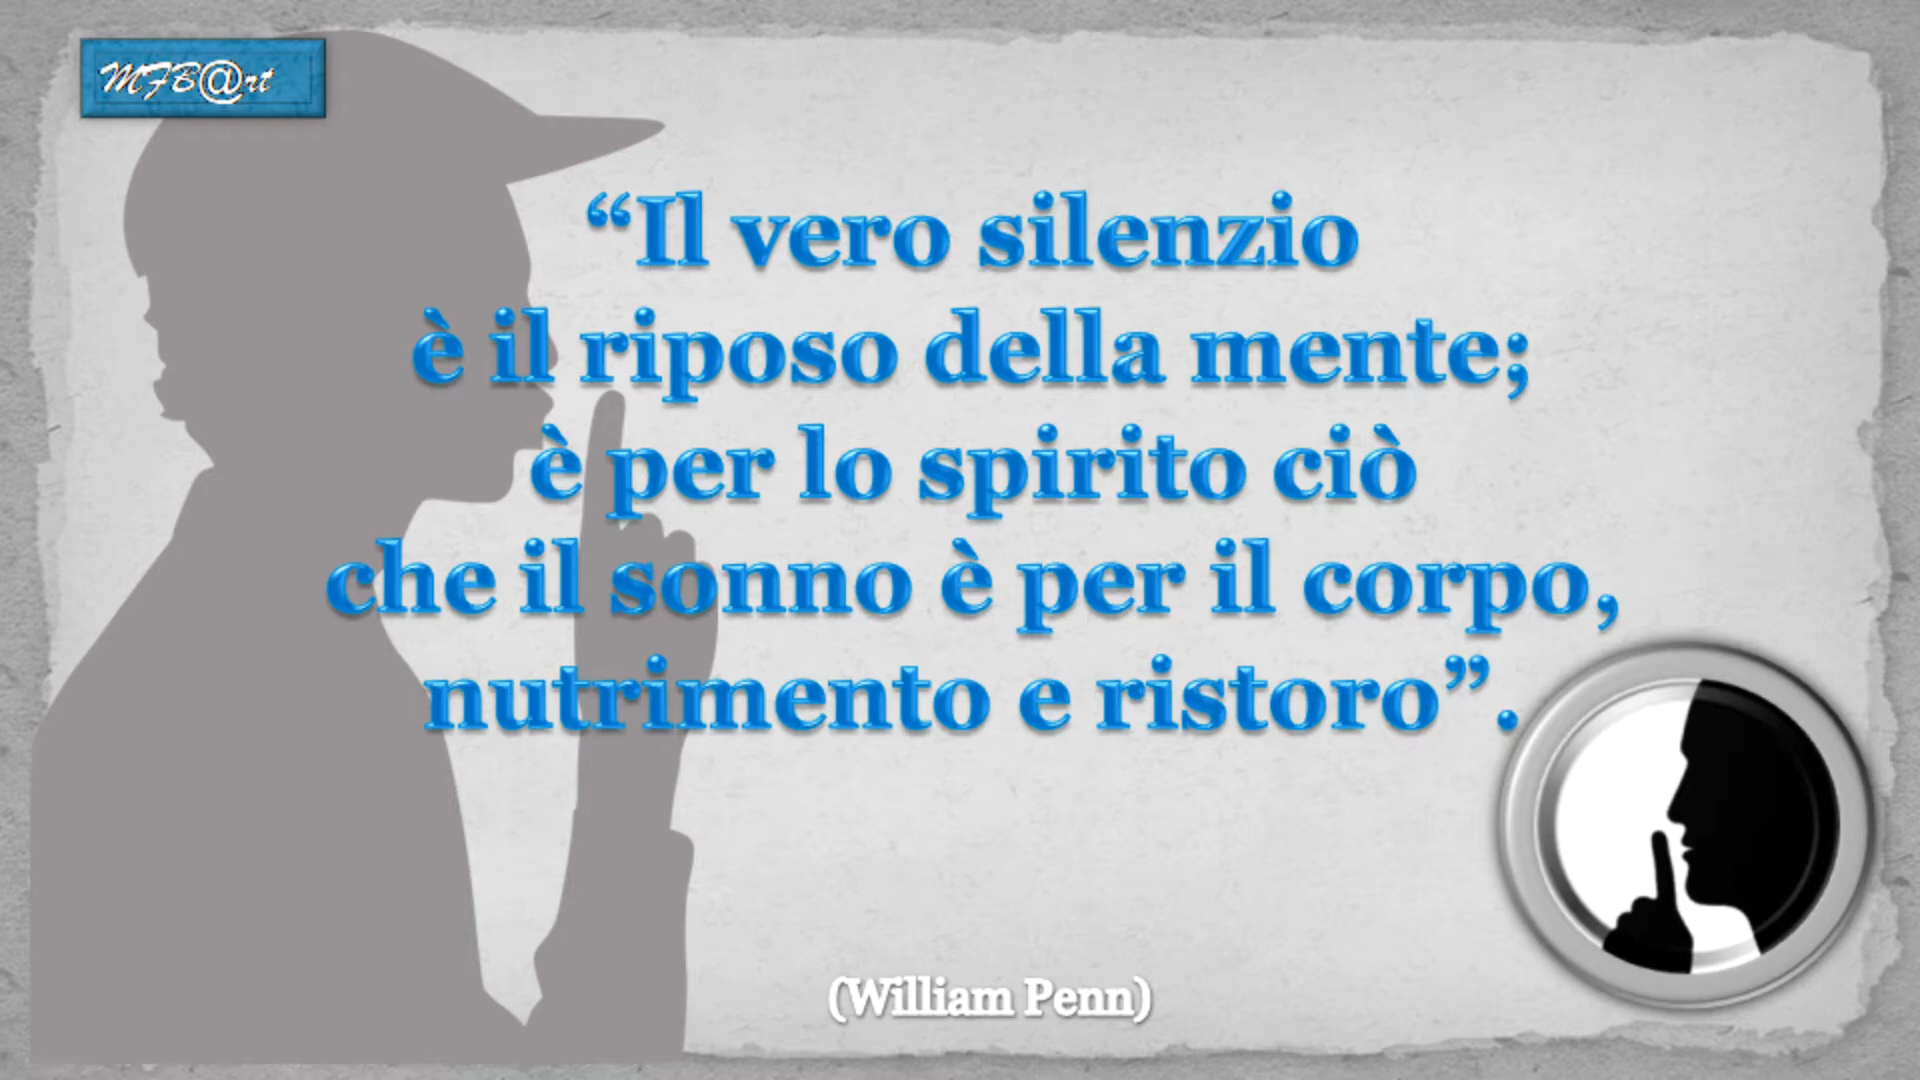 MFB@rt
“Il vero silenzio
è il riposo della mente;
è per lo spirito ciò
che il sonno è per il corpo,
nutrimento e ristoro”.
(William Penn)